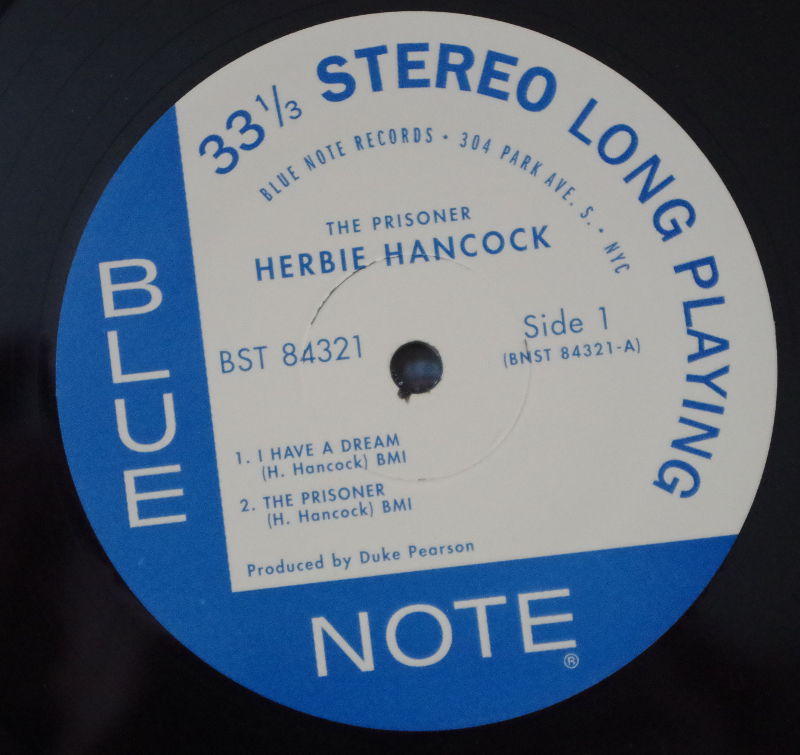 33⅓ STEREO LONG PLAYING
BLUE NOTE RECORDS • 304 PARK AVE. S. • NYC
THE PRISONER
HERBIE HANCOCK
BST 84321
Side 1
(BNST 84321-A)
1. I HAVE A DREAM
(H. Hancock) BMI
2. THE PRISONER
(H. Hancock) BMI
Produced by Duke Pearson
BLUE
NOTE®